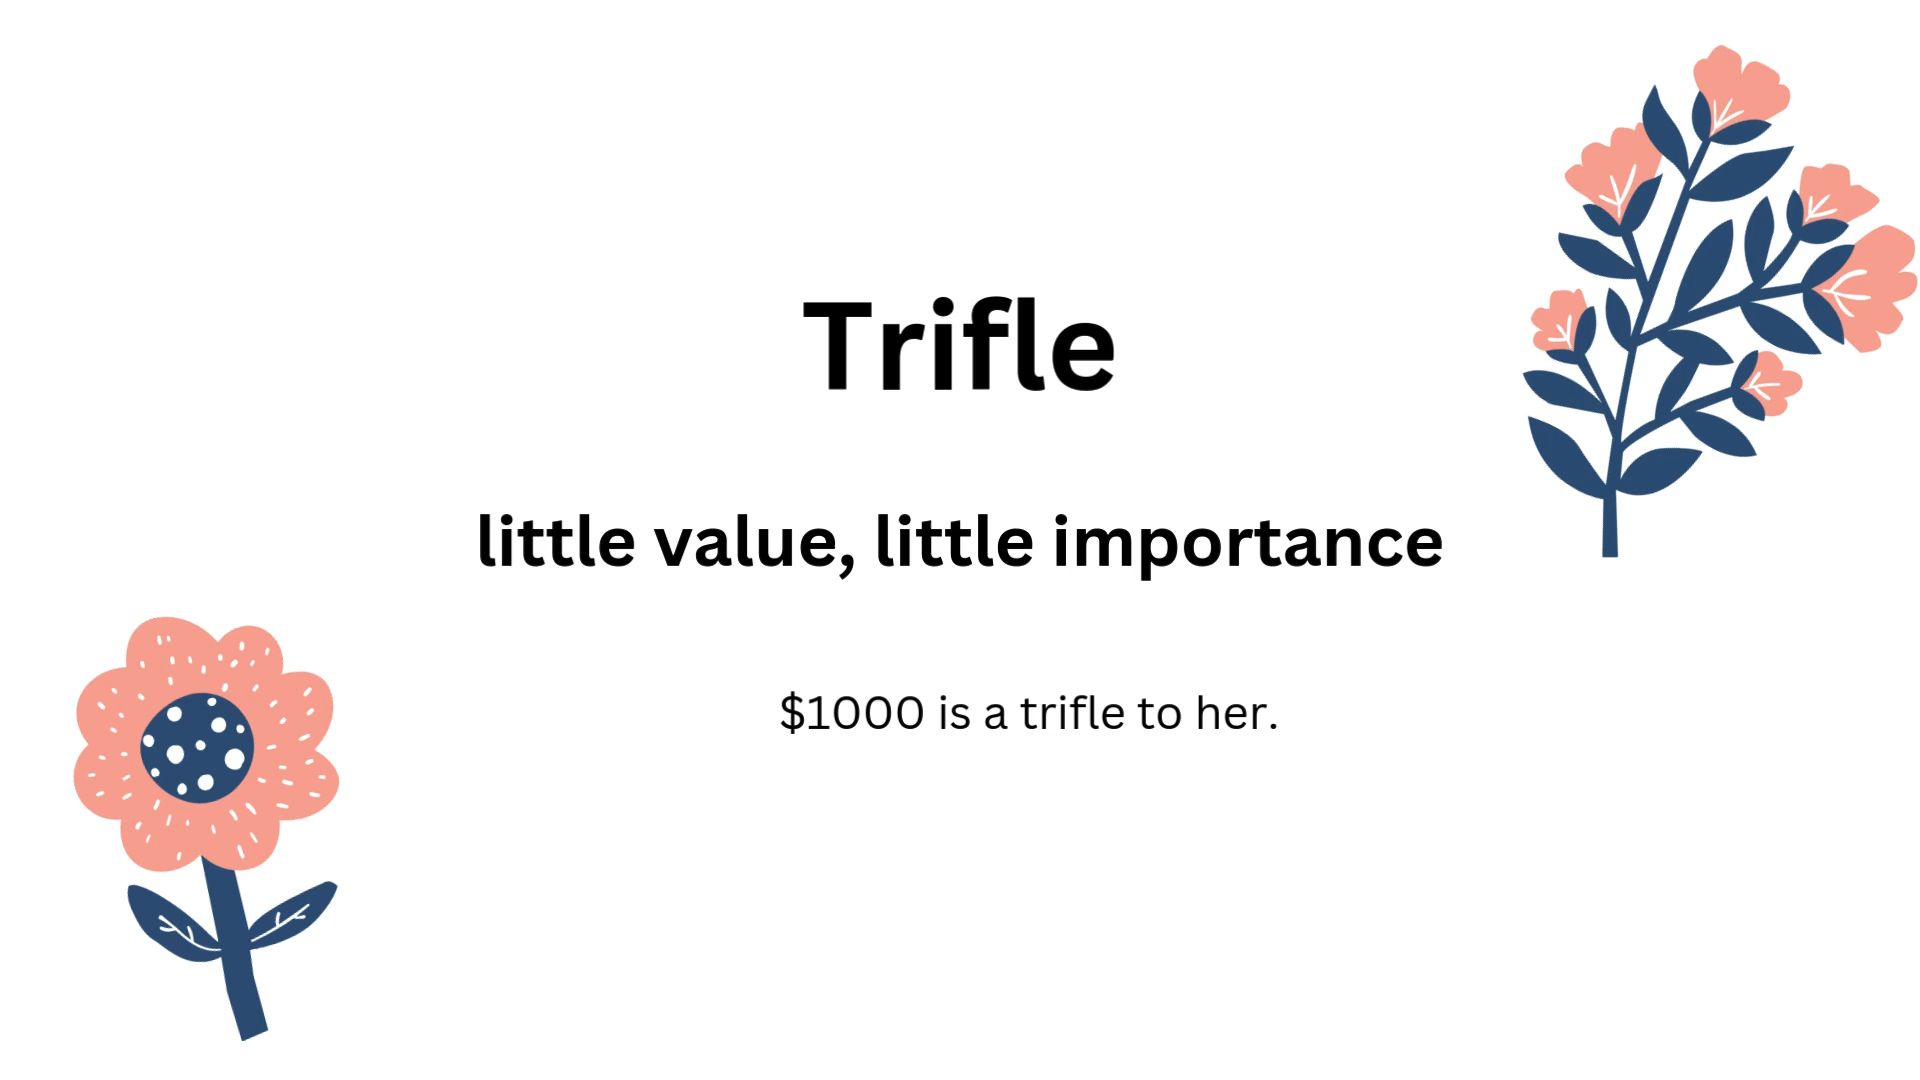 Trifle
little value, little importance
$1000 is a trifle to her.